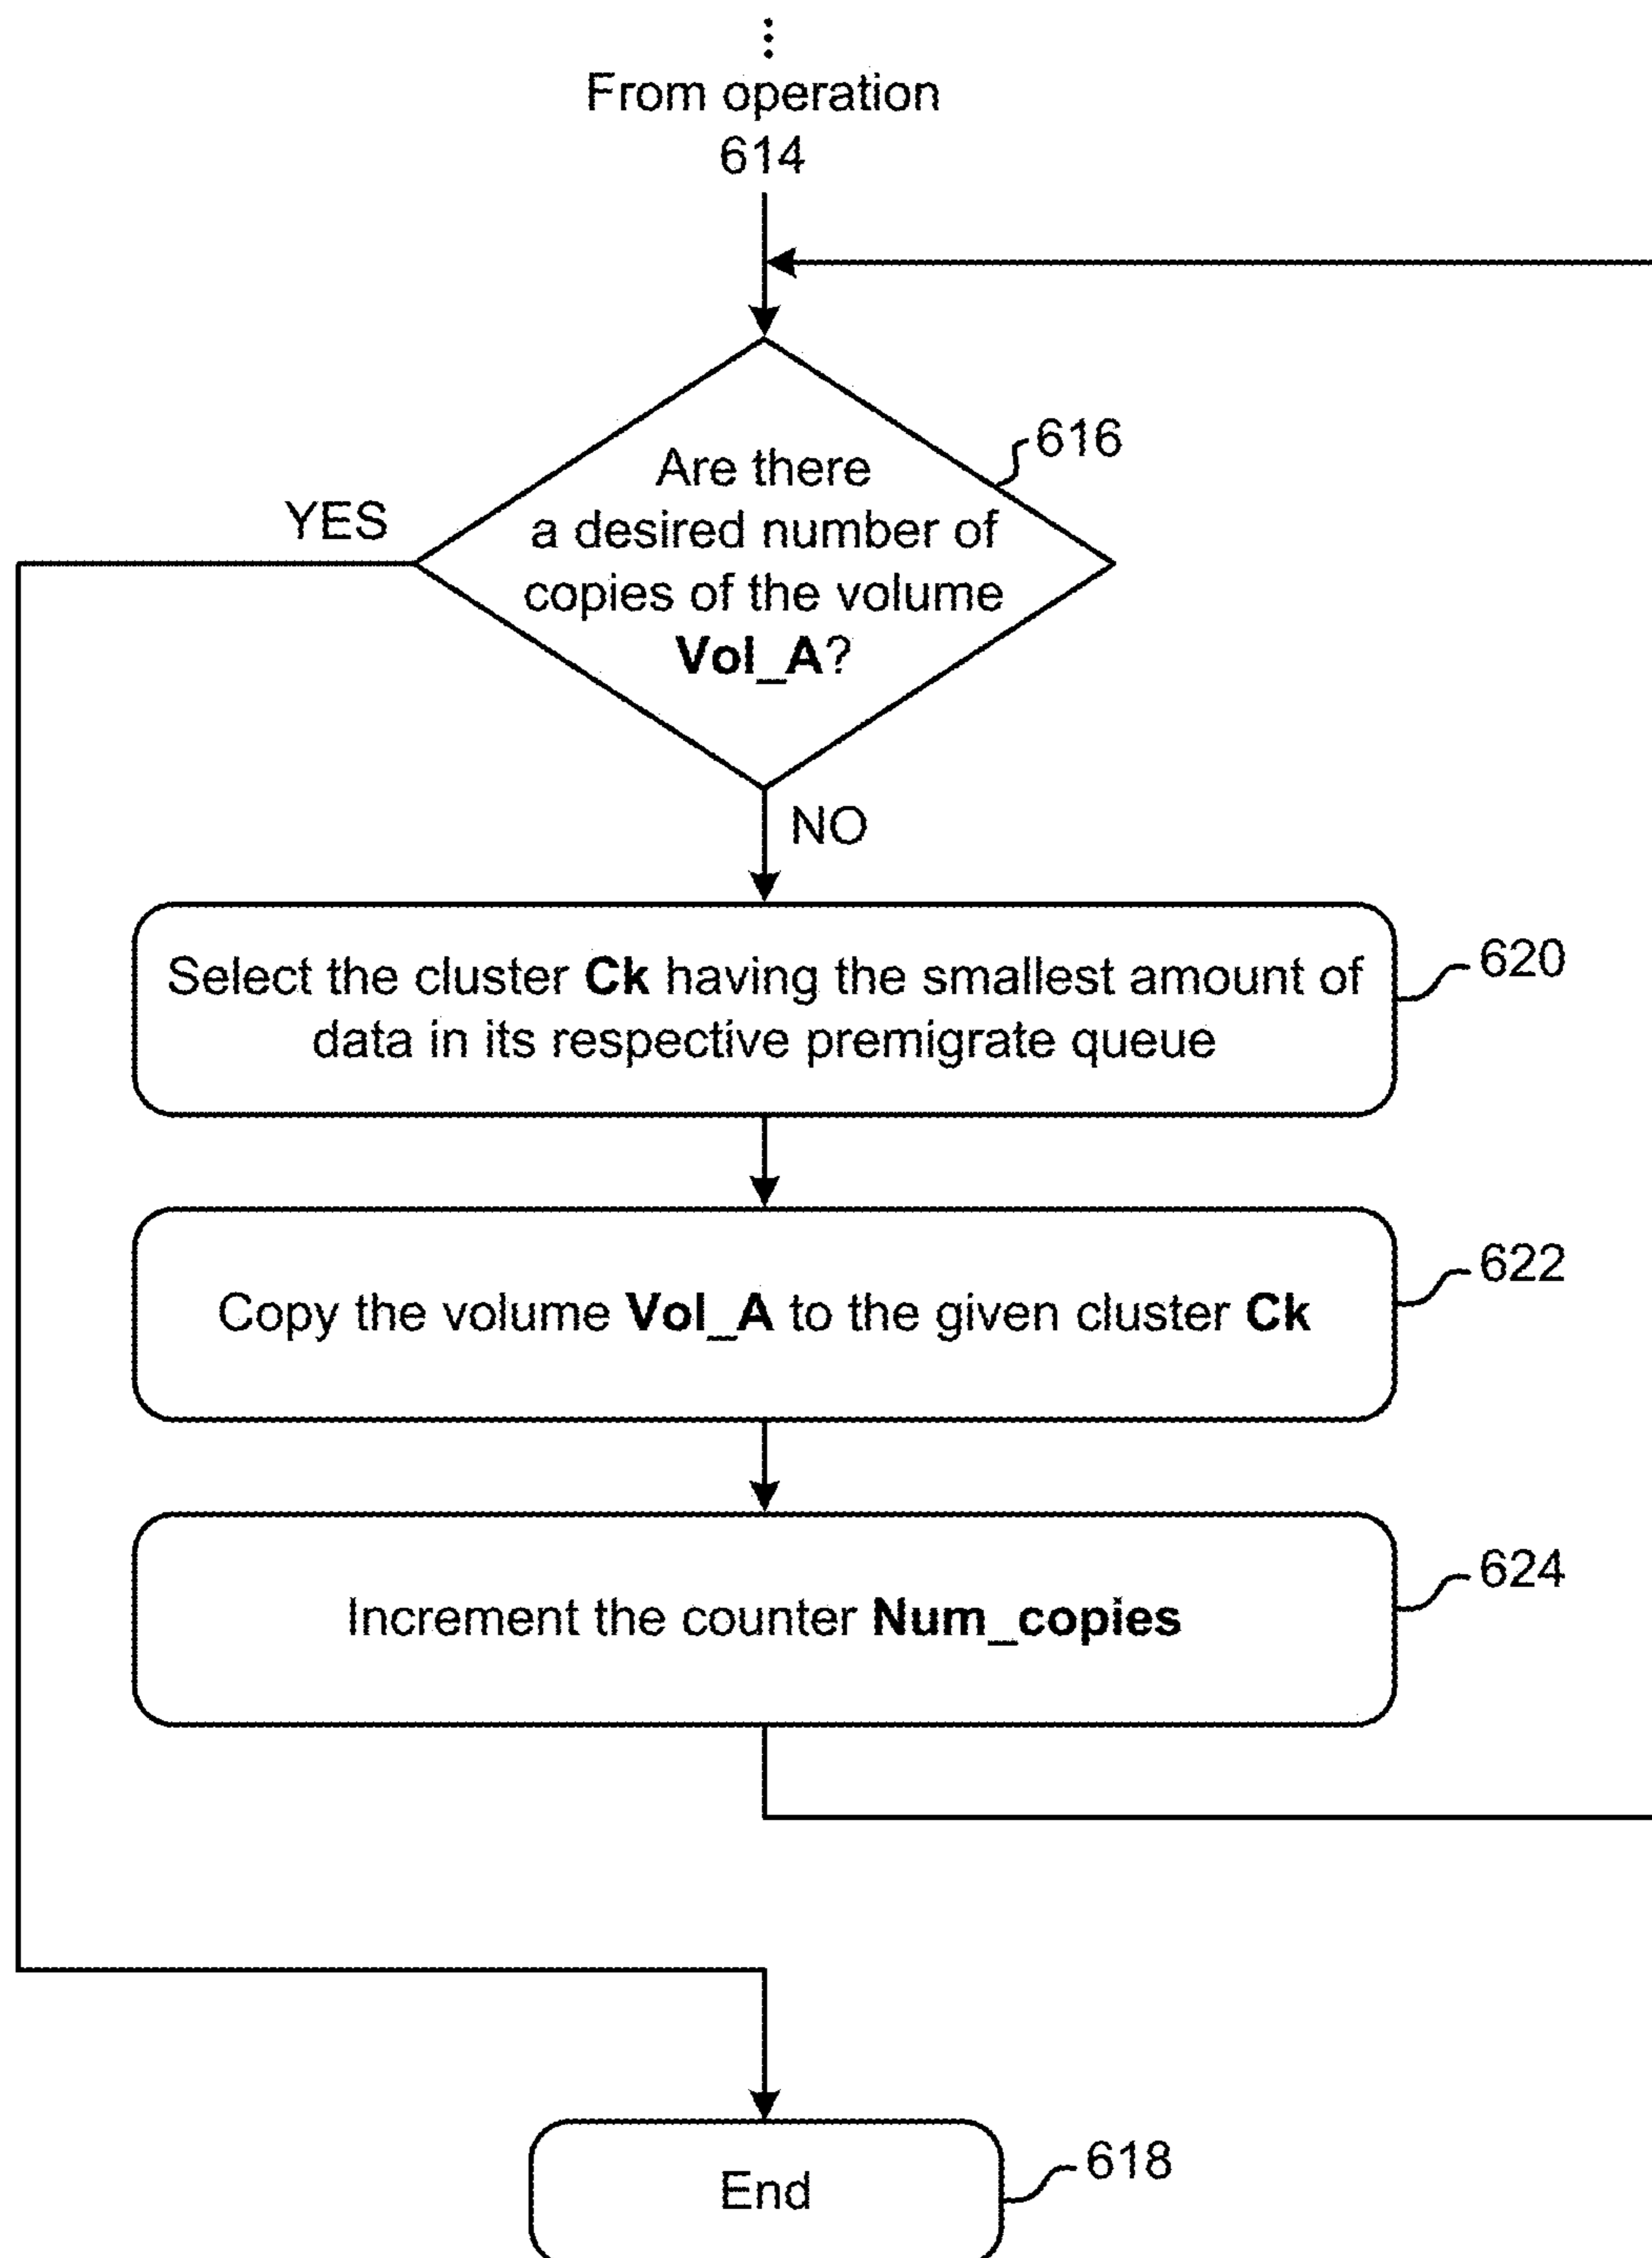 From operation
614
616
Are there
a desired number of
copies of the volume
Vol_A?
YES
NO
Select the cluster Ck having the smallest amount of
data in its respective premigrate queue
620
Copy the volume Vol_A to the given cluster Ck
622
Increment the counter Num_copies
624
End
618